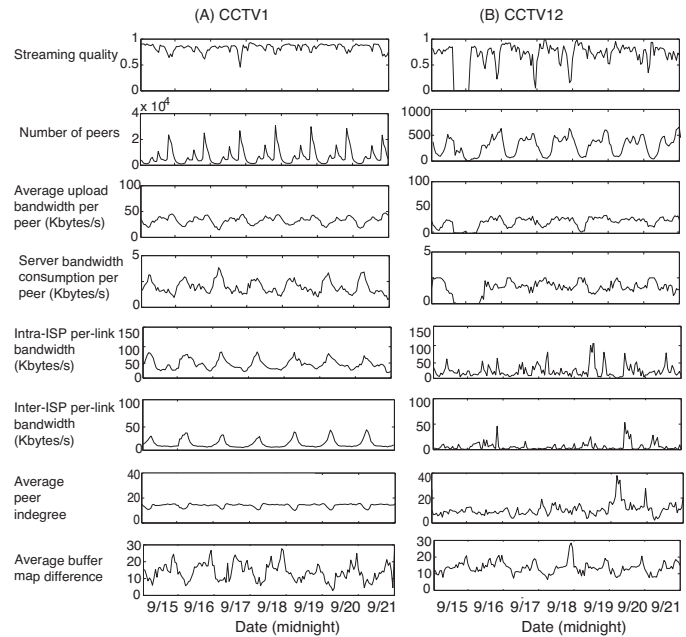 (A) CCTV1
(B) CCTV12
Streaming quality
1
0.5
0
1
0.5
0
x 10^4
Number of peers
4
2
0
1000
500
0
Average upload
bandwidth per
peer (Kbytes/s)
100
50
0
100
50
0
Server bandwidth
consumption per
peer (Kbytes/s)
5
0
5
0
Intra-ISP per-link
bandwidth
(Kbytes/s)
150
100
50
0
150
100
50
0
Inter-ISP per-link
bandwidth
(Kbytes/s)
100
50
0
100
50
0
Average
peer
indegree
40
20
0
40
20
0
Average buffer
map difference
30
20
10
0
30
20
10
0
9/15 9/16 9/17 9/18 9/19 9/20 9/21
9/15 9/16 9/17 9/18 9/19 9/20 9/21
Date (midnight)
Date (midnight)